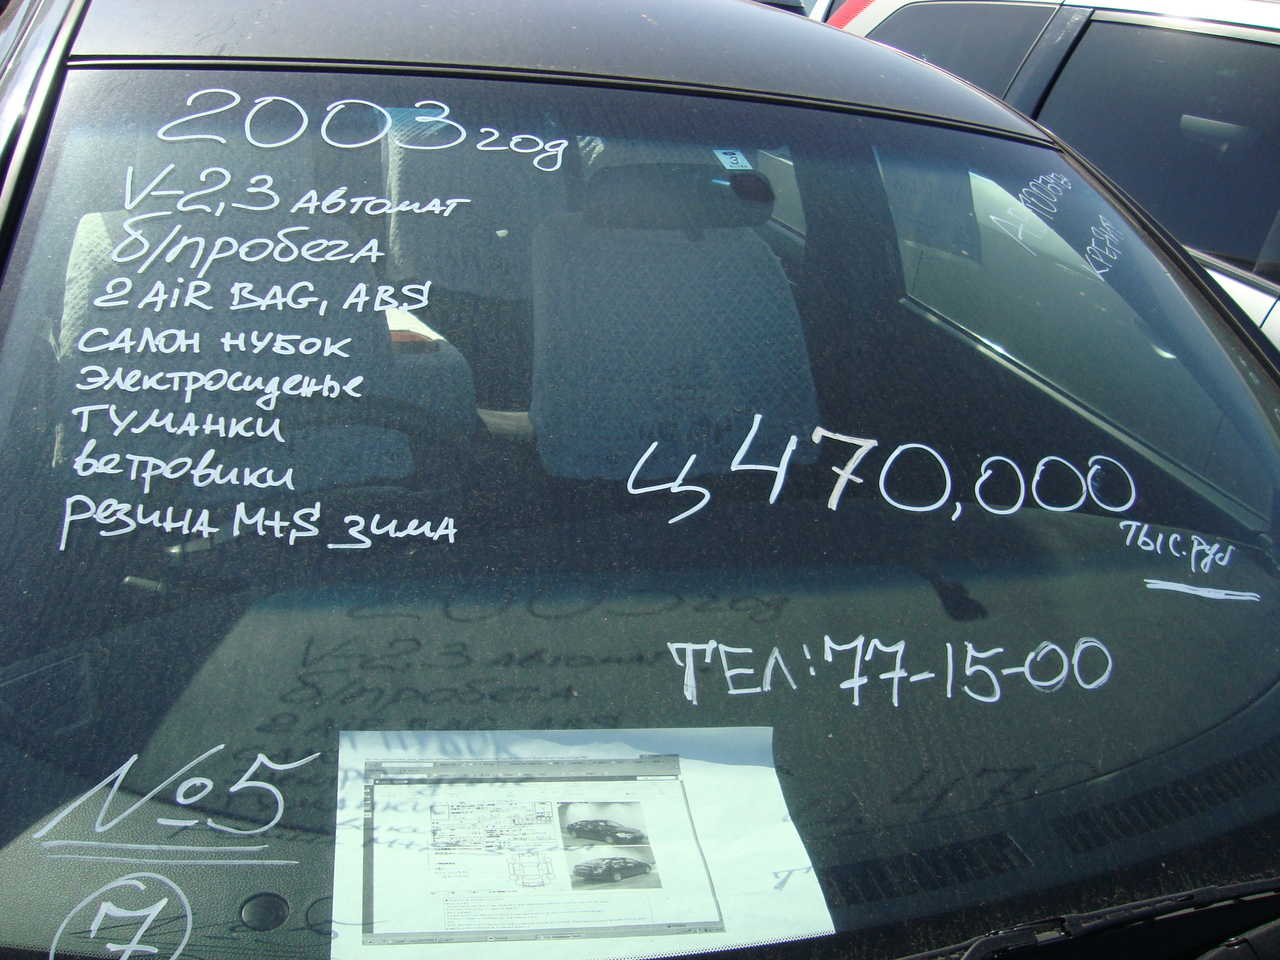 2003 год
V-2,3 АВТОМАТ
б/пробега
2 AiR BAG, ABS
САЛОН НУБОК
Электросиденье
ТУМАНКИ
ветровики
резина M+S зима
Ц 470,000
тыс. руб
ТЕЛ: 77-15-00
№5
7
3